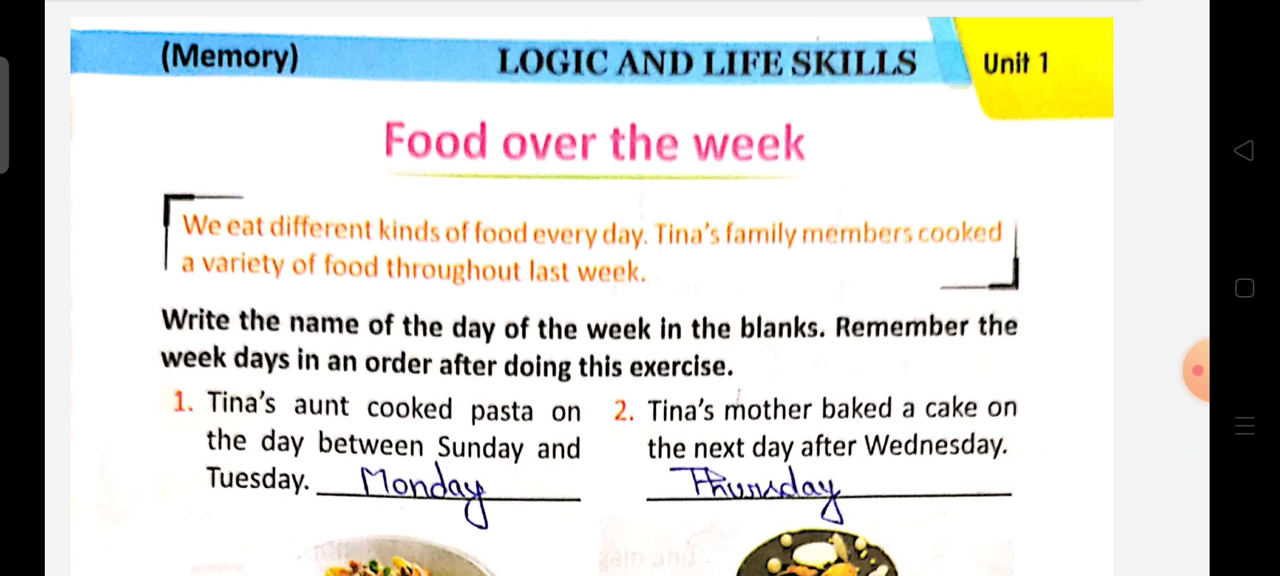 (Memory) LOGIC AND LIFE SKILLS Unit 1
Food over the week
We eat different kinds of food every day. Tina's family members cooked
a variety of food throughout last week.
Write the name of the day of the week in the blanks. Remember the
week days in an order after doing this exercise.
1. Tina's aunt cooked pasta on
the day between Sunday and
Tuesday. Monday
2. Tina's mother baked a cake on
the next day after Wednesday.
Thursday